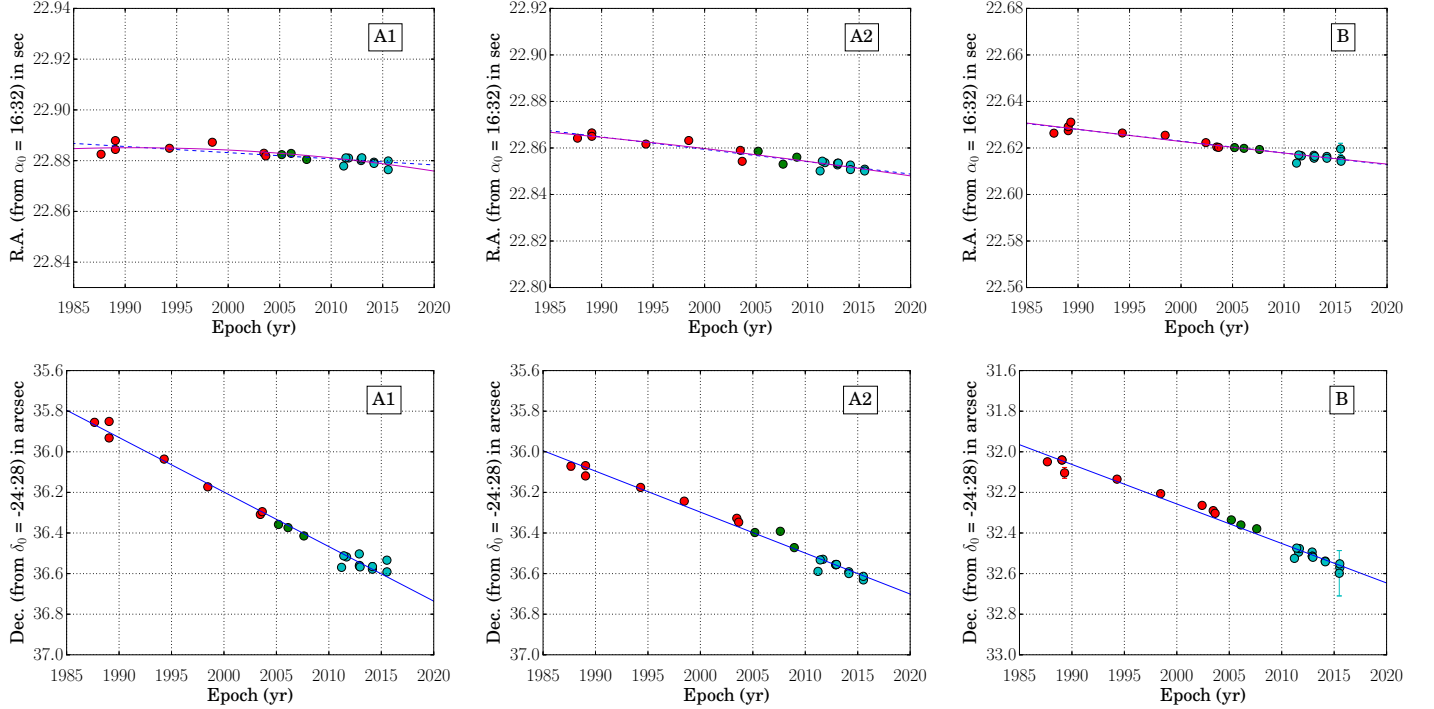 22.94
22.92
22.90
22.88
22.86
22.84
R.A. (from α₀ = 16:32) in sec
A1
1985 1990 1995 2000 2005 2010 2015 2020
Epoch (yr)
22.90
22.88
22.86
22.84
22.82
22.80
R.A. (from α₀ = 16:32) in sec
A2
1985 1990 1995 2000 2005 2010 2015 2020
Epoch (yr)
22.68
22.66
22.64
22.62
22.60
22.58
22.56
R.A. (from α₀ = 16:32) in sec
B
1985 1990 1995 2000 2005 2010 2015 2020
Epoch (yr)
35.6
35.8
36.0
36.2
36.4
36.6
36.8
37.0
Dec. (from δ₀ = -24:28) in arcsec
A1
1985 1990 1995 2000 2005 2010 2015 2020
Epoch (yr)
35.6
35.8
36.0
36.2
36.4
36.6
36.8
37.0
Dec. (from δ₀ = -24:28) in arcsec
A2
1985 1990 1995 2000 2005 2010 2015 2020
Epoch (yr)
31.6
31.8
32.0
32.2
32.4
32.6
32.8
33.0
Dec. (from δ₀ = -24:28) in arcsec
B
1985 1990 1995 2000 2005 2010 2015 2020
Epoch (yr)